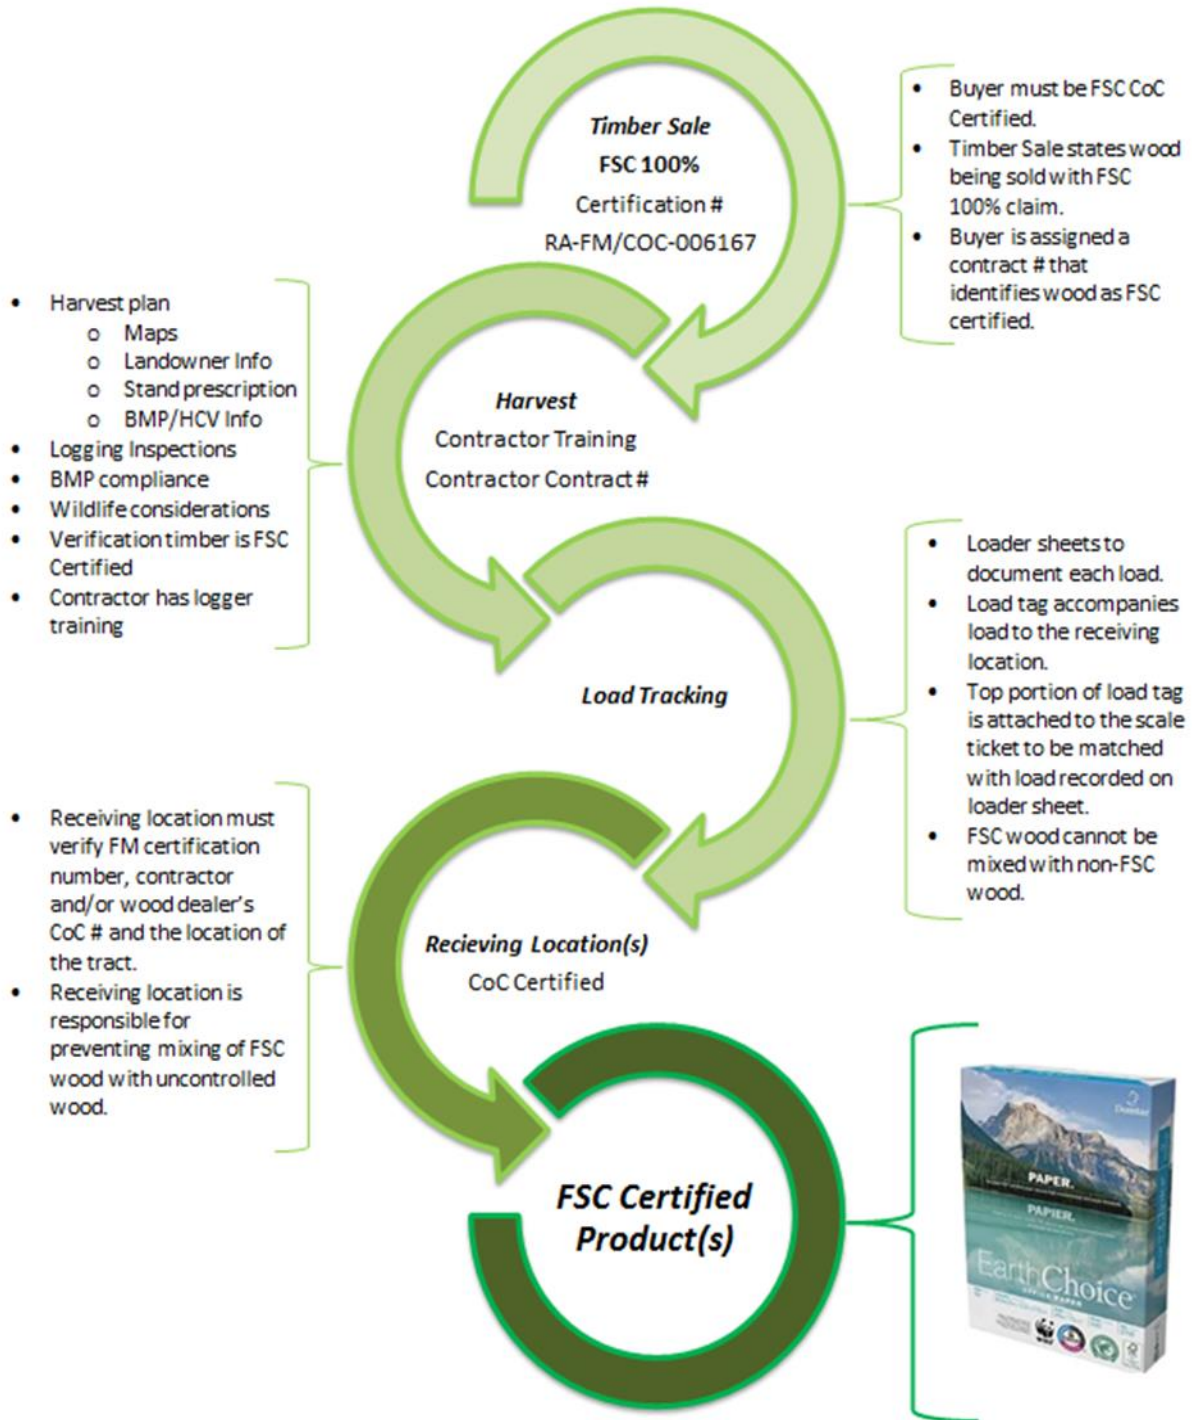 Timber Sale
FSC 100%
Certification #
RA-FM/COC-006167
• Buyer must be FSC CoC
Certified.
• Timber Sale states wood
being sold with FSC
100% claim.
• Buyer is assigned a
contract # that
identifies wood as FSC
certified.
• Harvest plan
o Maps
o Landowner Info
o Stand prescription
o BMP/HCV Info
• Logging Inspections
• BMP compliance
• Wildlife considerations
• Verification timber is FSC
Certified
• Contractor has logger
training
Harvest
Contractor Training
Contractor Contract #
Load Tracking
• Loader sheets to
document each load.
• Load tag accompanies
load to the receiving
location.
• Top portion of load tag
is attached to the scale
ticket to be matched
with load recorded on
loader sheet.
• FSC wood cannot be
mixed with non-FSC
wood.
• Receiving location must
verify FM certification
number, contractor
and/or wood dealer's
CoC # and the location of
the tract.
• Receiving location is
responsible for
preventing mixing of FSC
wood with uncontrolled
wood.
Recieving Location(s)
CoC Certified
FSC Certified
Product(s)
Domtar
PAPER.
PAPIER.
EarthChoice
OFFICE PAPER
WWF